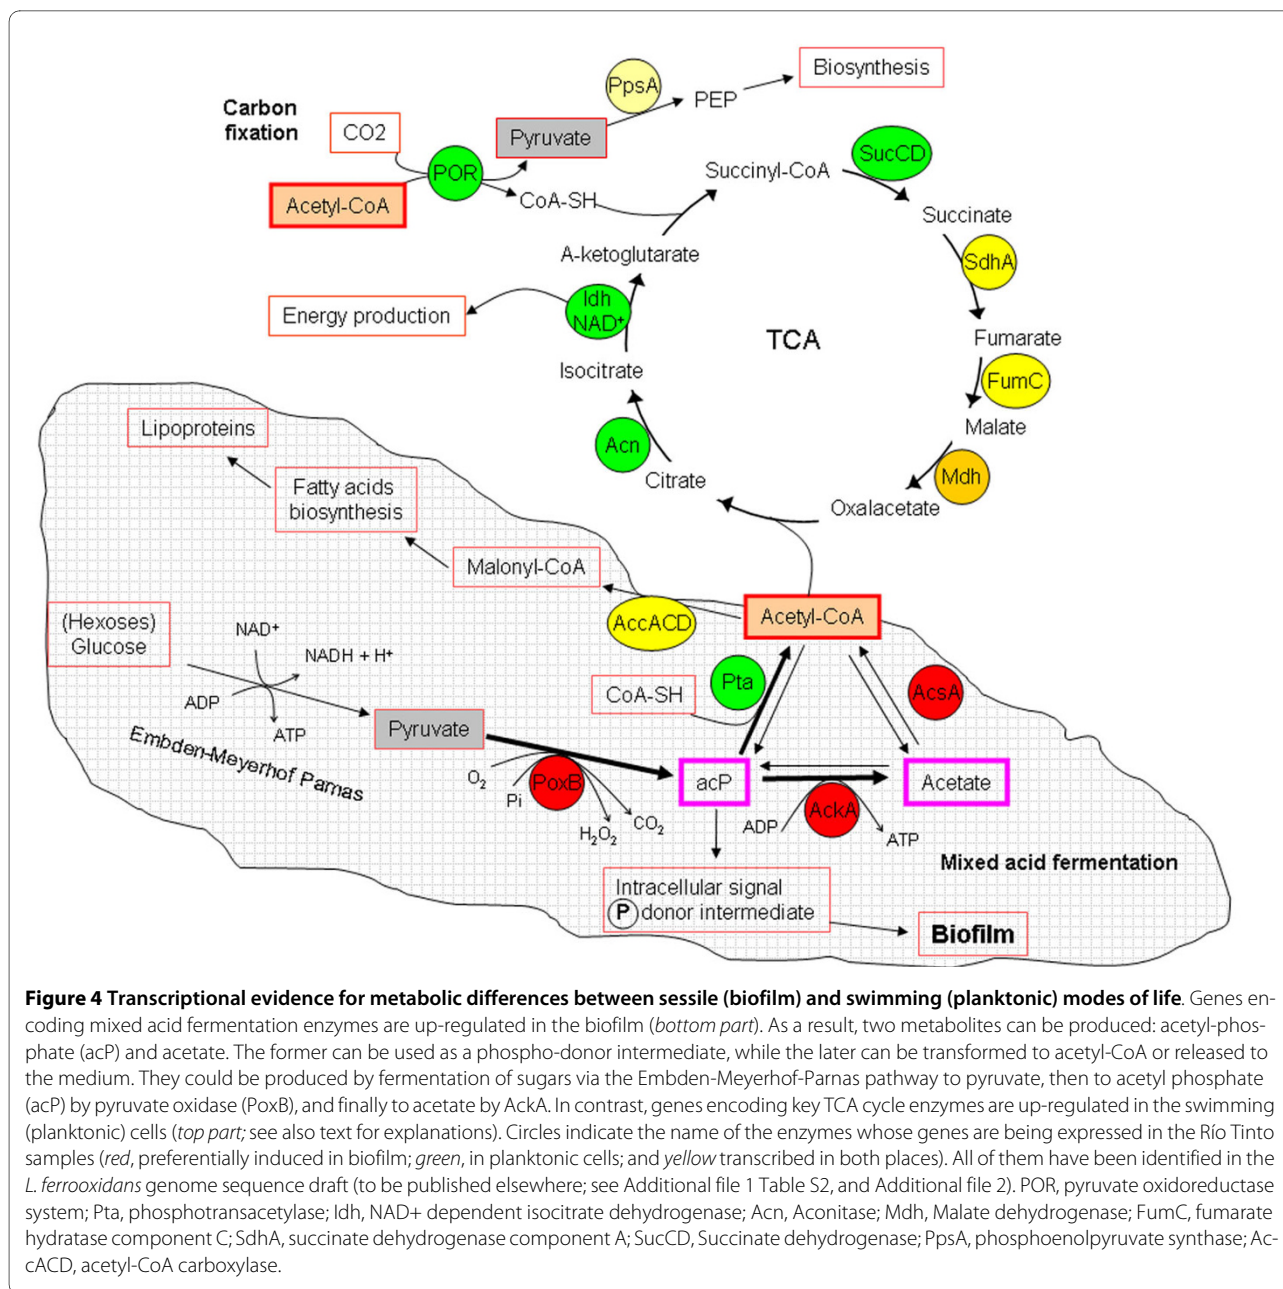 Carbon
fixation
CO2
Acetyl-CoA
POR
Pyruvate
CoA-SH
PpsA
PEP
Biosynthesis
Succinyl-CoA
SucCD
Succinate
SdhA
Fumarate
FumC
Malate
Mdh
Oxalacetate
TCA
A-ketoglutarate
Idh
NAD+
Energy production
Isocitrate
Acn
Citrate
Lipoproteins
Fatty acids
biosynthesis
Malonyl-CoA
AccACD
Acetyl-CoA
(Hexoses)
Glucose
NAD+
NADH + H+
ADP
ATP
Embden-Meyerhof Parnas
Pyruvate
O2
Pi
PoxB
H2O2
CO2
CoA-SH
Pta
AcsA
acP
Acetate
ADP
AckA
ATP
Mixed acid fermentation
Intracellular signal
P donor intermediate
Biofilm
Figure 4 Transcriptional evidence for metabolic differences between sessile (biofilm) and swimming (planktonic) modes of life. Genes en-
coding mixed acid fermentation enzymes are up-regulated in the biofilm (bottom part). As a result, two metabolites can be produced: acetyl-phos-
phate (acP) and acetate. The former can be used as a phospho-donor intermediate, while the later can be transformed to acetyl-CoA or released to
the medium. They could be produced by fermentation of sugars via the Embden-Meyerhof-Parnas pathway to pyruvate, then to acetyl phosphate
(acP) by pyruvate oxidase (PoxB), and finally to acetate by AckA. In contrast, genes encoding key TCA cycle enzymes are up-regulated in the swimming
(planktonic) cells (top part; see also text for explanations). Circles indicate the name of the enzymes whose genes are being expressed in the Río Tinto
samples (red, preferentially induced in biofilm; green, in planktonic cells; and yellow transcribed in both places). All of them have been identified in the
L. ferrooxidans genome sequence draft (to be published elsewhere; see Additional file 1 Table S2, and Additional file 2). POR, pyruvate oxidoreductase
system; Pta, phosphotransacetylase; Idh, NAD+ dependent isocitrate dehydrogenase; Acn, Aconitase; Mdh, Malate dehydrogenase; FumC, fumarate
hydratase component C; SdhA, succinate dehydrogenase component A; SucCD, Succinate dehydrogenase; PpsA, phosphoenolpyruvate synthase; Ac-
cACD, acetyl-CoA carboxylase.